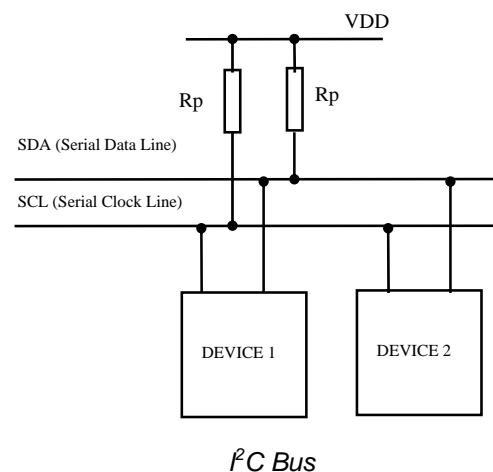 VDD
Rp
Rp
SDA (Serial Data Line)
SCL (Serial Clock Line)
DEVICE 1
DEVICE 2
I²C Bus